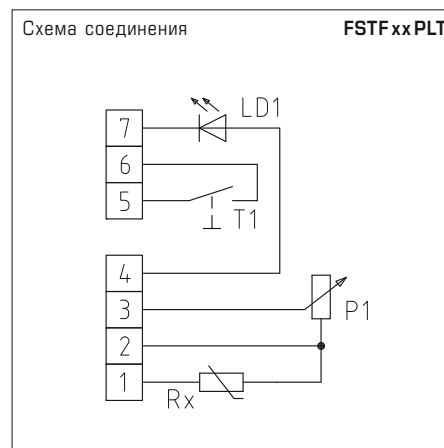 Схема соединения FSTF xx PLT
7 LD1
6
5 T1
4
3 P1
2
1 Rx